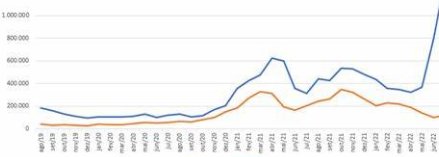 1.000.000
800.000
600.000
400.000
200.000
0
ago/19
set/19
out/19
nov/19
dez/19
jan/20
fev/20
mar/20
abr/20
mai/20
jun/20
jul/20
ago/20
set/20
out/20
nov/20
dez/20
jan/21
fev/21
mar/21
abr/21
mai/21
jun/21
jul/21
ago/21
set/21
out/21
nov/21
dez/21
jan/22
fev/22
mar/22
abr/22
mai/22
jun/22